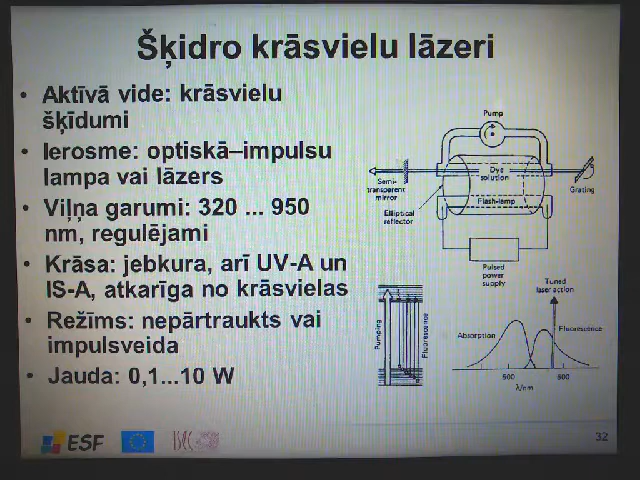 Šķidro krāsvielu lāzeri
• Aktīvā vide: krāsvielu
šķīdumi
• Ierosme: optiskā–impulsu
lampa vai lāzers
• Viļņa garumi: 320 ... 950
nm, regulējami
• Krāsa: jebkura, arī UV-A un
IS-A, atkarīga no krāsvielas
• Režīms: nepārtraukts vai
impulsveida
• Jauda: 0,1...10 W
Pump
Dye
solution
Semi-
transparent
mirror
Grating
Flash-lamp
Elliptical
reflector
Pulsed
power
supply
Pumping
Fluorescence
Tuned
laser action
Absorption
Fluorescence
500
600
λ/nm
ESF
32